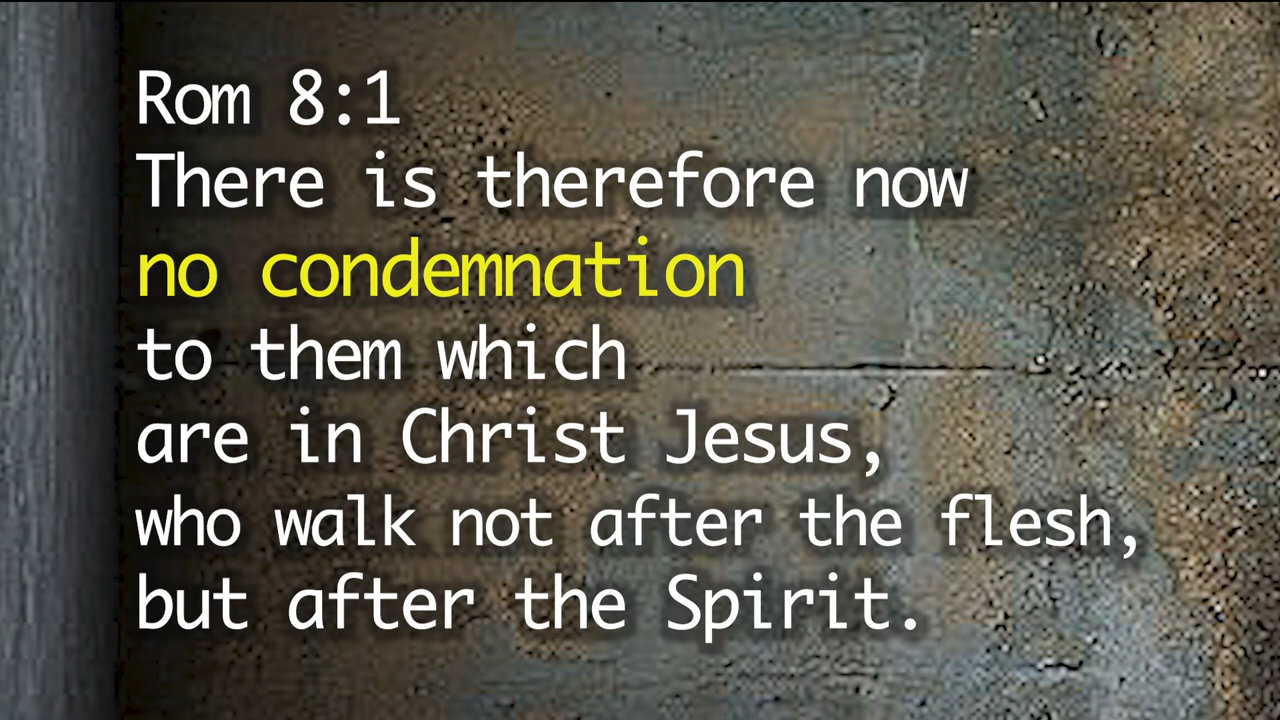 Rom 8:1
There is therefore now
no condemnation
to them which
are in Christ Jesus,
who walk not after the flesh,
but after the Spirit.